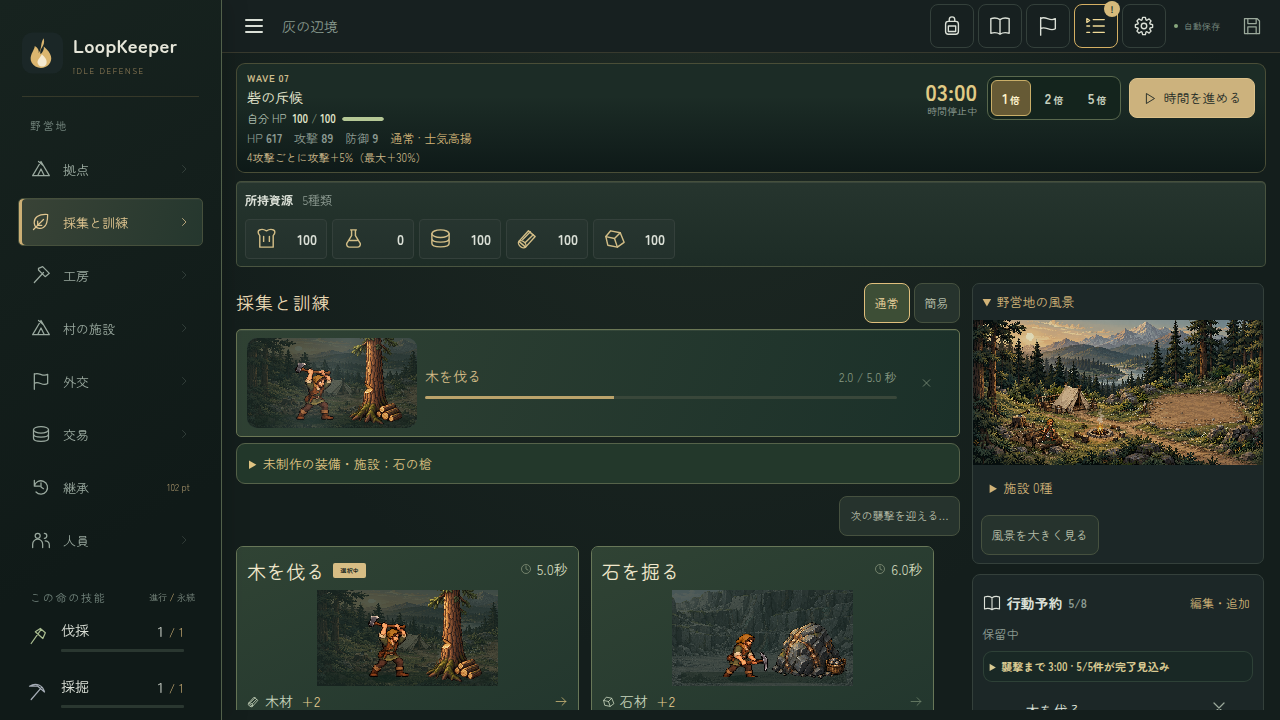 LoopKeeper
IDLE DEFENSE
野営地
拠点
採集と訓練
工房
村の施設
外交
交易
継承 102 pt
人員
この命の技能 進行 / 永続
伐採 1 / 1
採掘 1 / 1
灰の辺境
!
自動保存
WAVE 07
砦の斥候
自分 HP 100 / 100
HP 617 攻撃 89 防御 9 通常 · 士気高揚
4攻撃ごとに攻撃+5%（最大+30%）
03:00
時間停止中
1倍 2倍 5倍
時間を進める
所持資源 5種類
100 0 100 100 100
採集と訓練
通常 簡易
木を伐る 2.0 / 5.0 秒
×
▶ 未制作の装備・施設：石の槍
次の襲撃を迎える…
木を伐る 選択中 5.0秒
木材 +2 →
石を掘る 6.0秒
石材 +2 →
▼ 野営地の風景
▶ 施設 0種
風景を大きく見る
行動予約 5/8 編集・追加
保留中
▶ 襲撃まで 3:00 · 5/5件が完了見込み
木を伐る